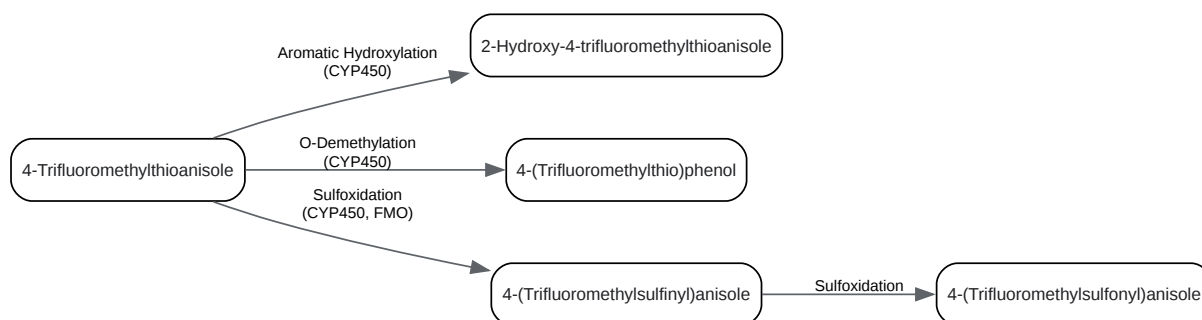 2-Hydroxy-4-trifluoromethylthioanisole
Aromatic Hydroxylation
(CYP450)
O-Demethylation
(CYP450)
4-Trifluoromethylthioanisole
4-(Trifluoromethylthio)phenol
Sulfoxidation
(CYP450, FMO)
4-(Trifluoromethylsulfinyl)anisole
Sulfoxidation
4-(Trifluoromethylsulfonyl)anisole